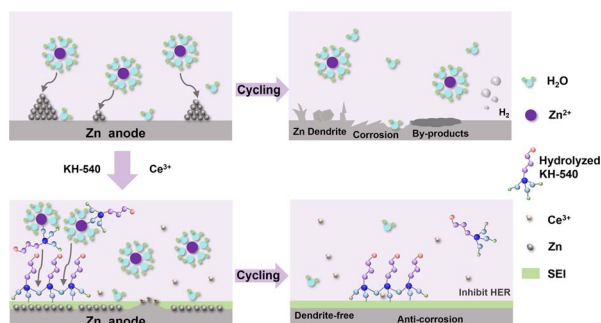 Zn anode
Cycling
H₂
Zn Dendrite
Corrosion
By-products
KH-540
Ce³⁺
Zn anode
Cycling
Inhibit HER
Dendrite-free
Anti-corrosion
H₂O
Zn²⁺
Hydrolyzed
KH-540
Ce³⁺
Zn
SEI